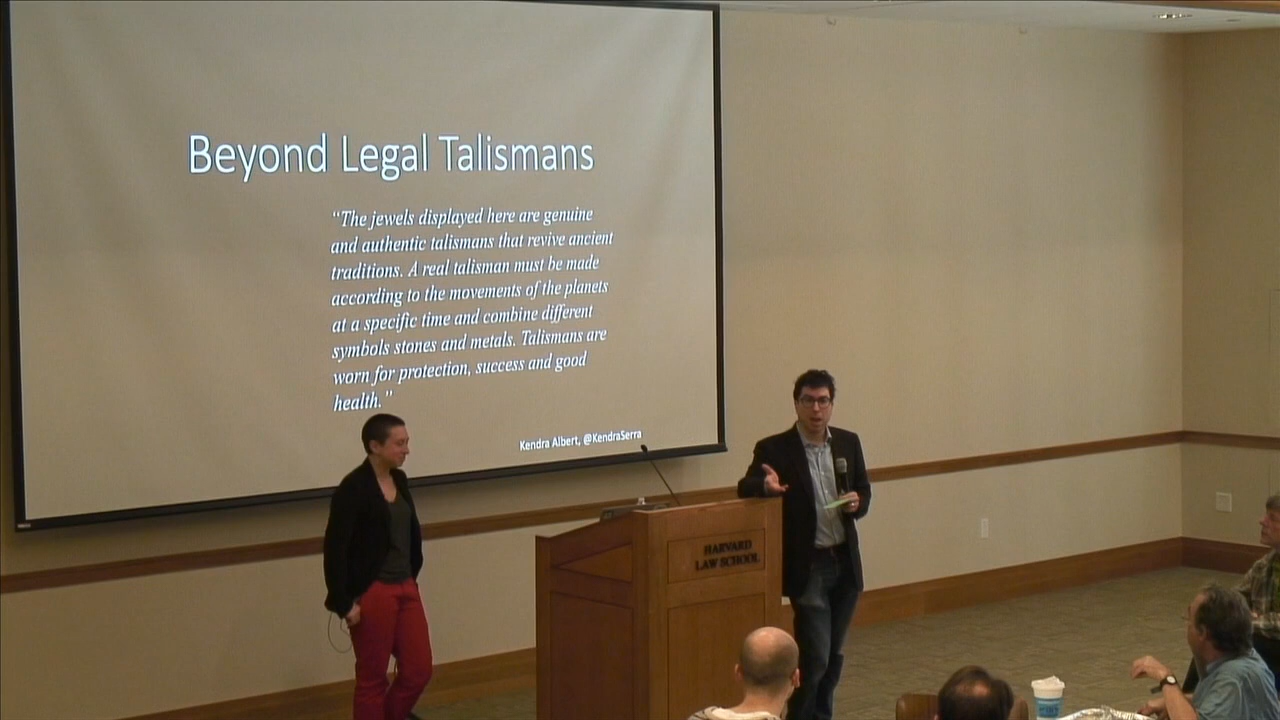 Beyond Legal Talismans
"The jewels displayed here are genuine
and authentic talismans that revive ancient
traditions. A real talisman must be made
according to the movements of the planets
at a specific time and combine different
symbols stones and metals. Talismans are
worn for protection, success and good
health."
Kendra Albert, @KendraSerra
HARVARD
LAW SCHOOL